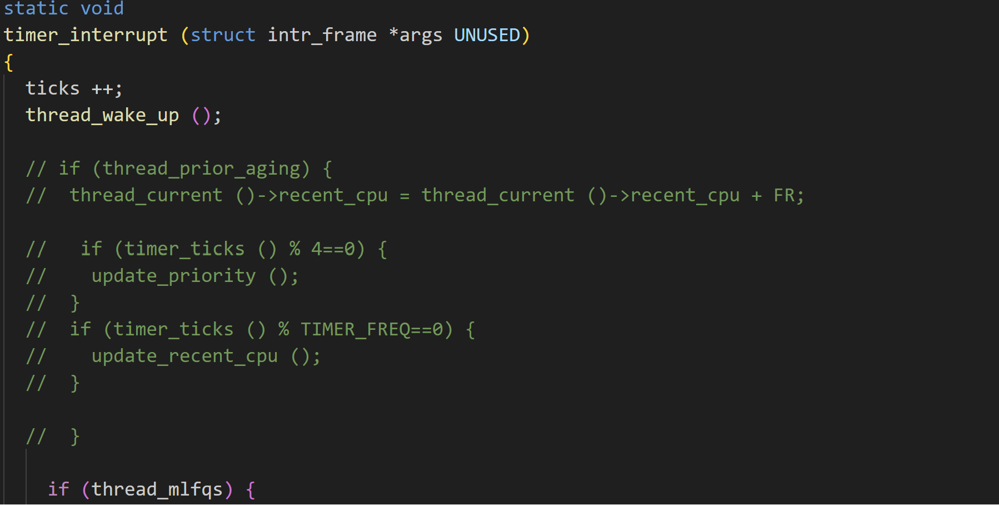 static void
timer_interrupt (struct intr_frame *args UNUSED)
{
  ticks ++;
  thread_wake_up ();
  // if (thread_prior_aging) {
  //  thread_current ()->recent_cpu = thread_current ()->recent_cpu + FR;
  //   if (timer_ticks () % 4==0) {
  //    update_priority ();
  //  }
  //  if (timer_ticks () % TIMER_FREQ==0) {
  //    update_recent_cpu ();
  //  }
  //  }
    if (thread_mlfqs) {